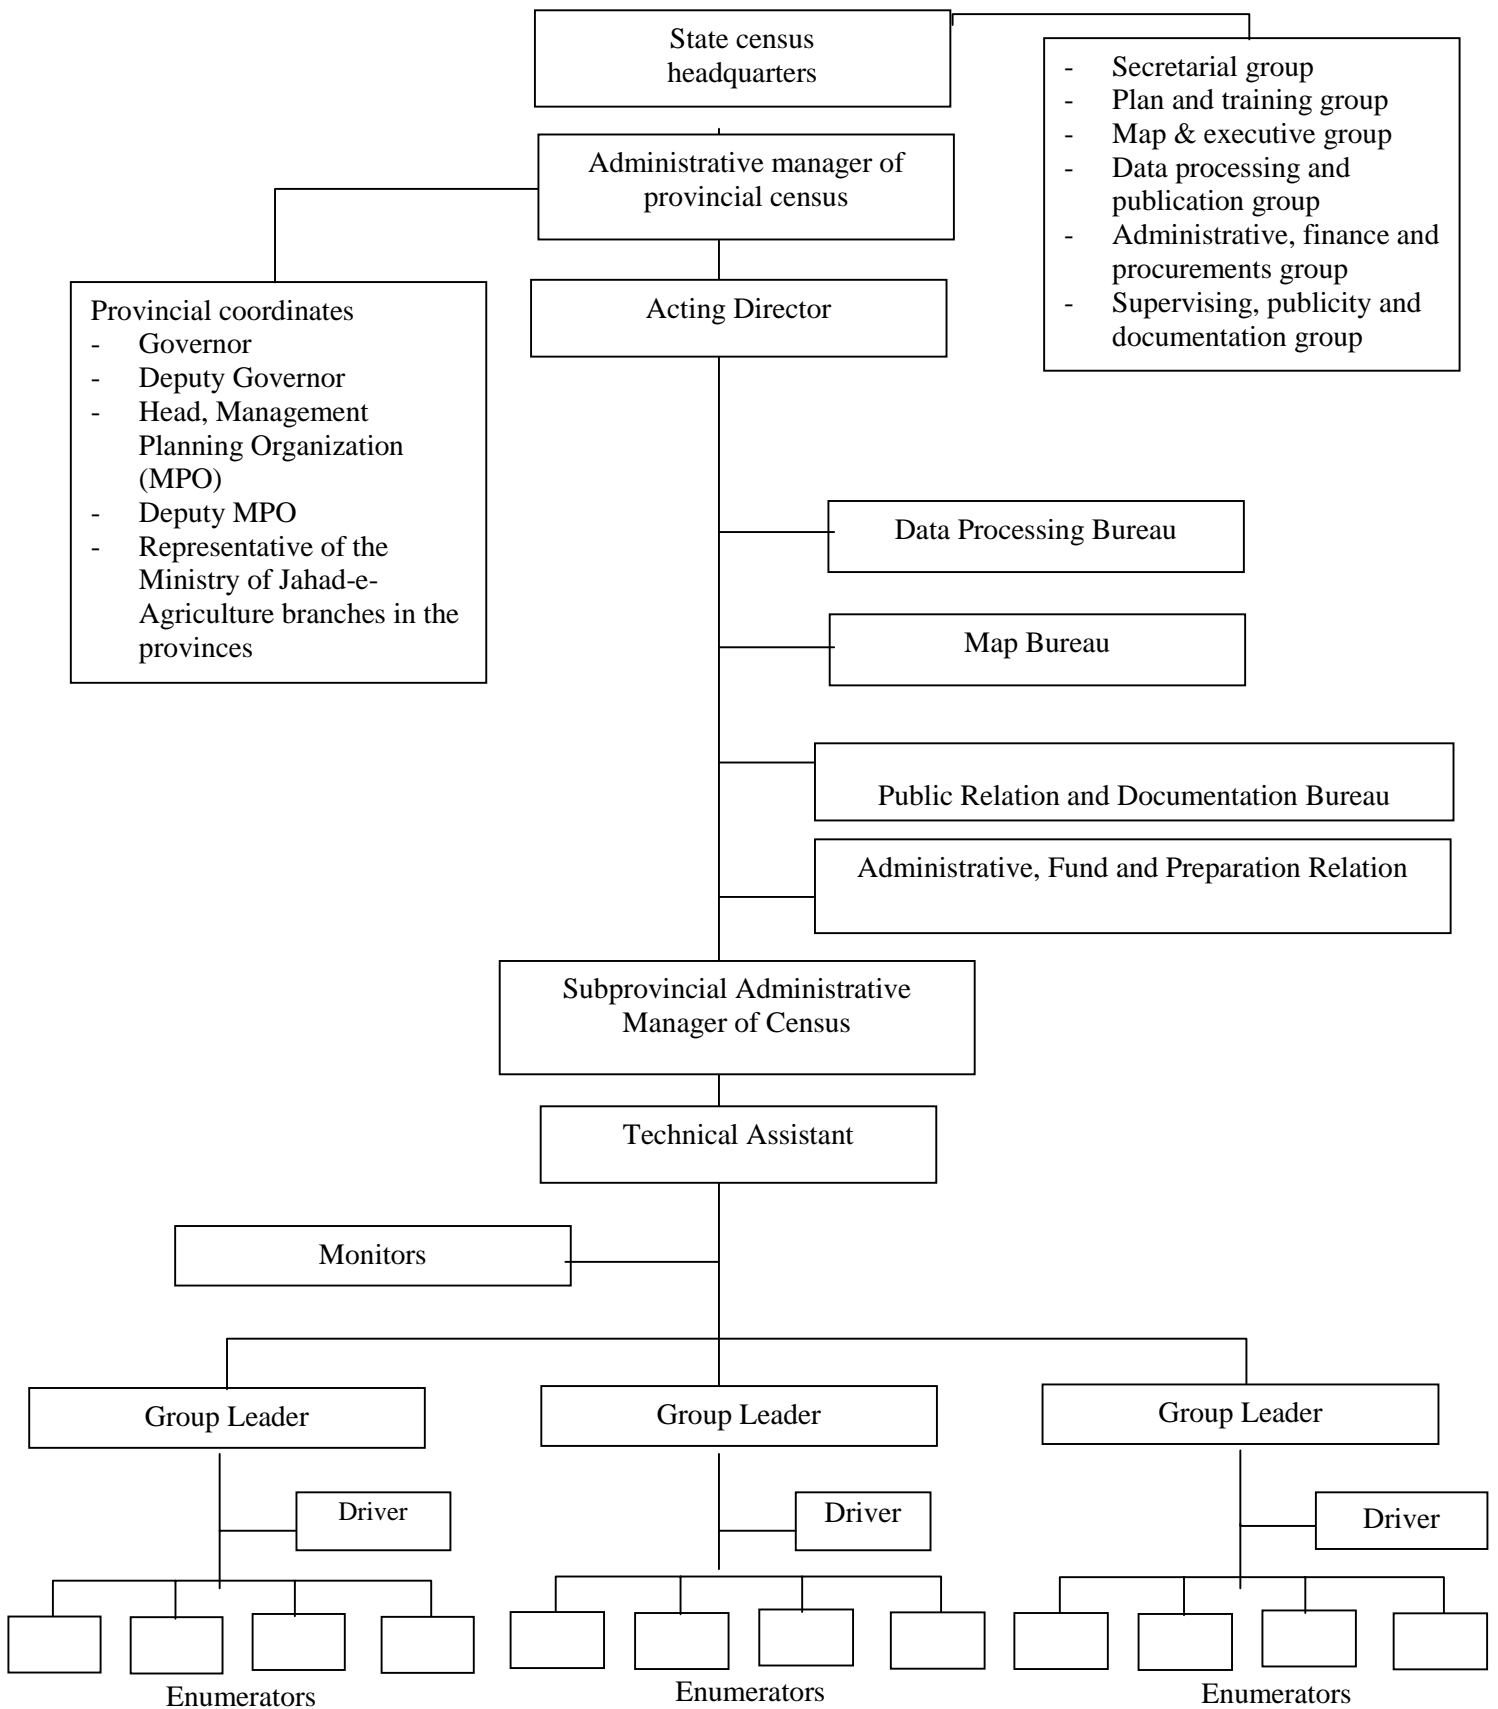 State census
headquarters
- Secretarial group
- Plan and training group
- Map & executive group
- Data processing and
publication group
- Administrative, finance and
procurements group
- Supervising, publicity and
documentation group
Administrative manager of
provincial census
Provincial coordinates
- Governor
- Deputy Governor
- Head, Management
Planning Organization
(MPO)
- Deputy MPO
- Representative of the
Ministry of Jahad-e-
Agriculture branches in the
provinces
Acting Director
Data Processing Bureau
Map Bureau
Public Relation and Documentation Bureau
Administrative, Fund and Preparation Relation
Subprovincial Administrative
Manager of Census
Technical Assistant
Monitors
Group Leader
Group Leader
Group Leader
Driver
Driver
Driver
Enumerators
Enumerators
Enumerators